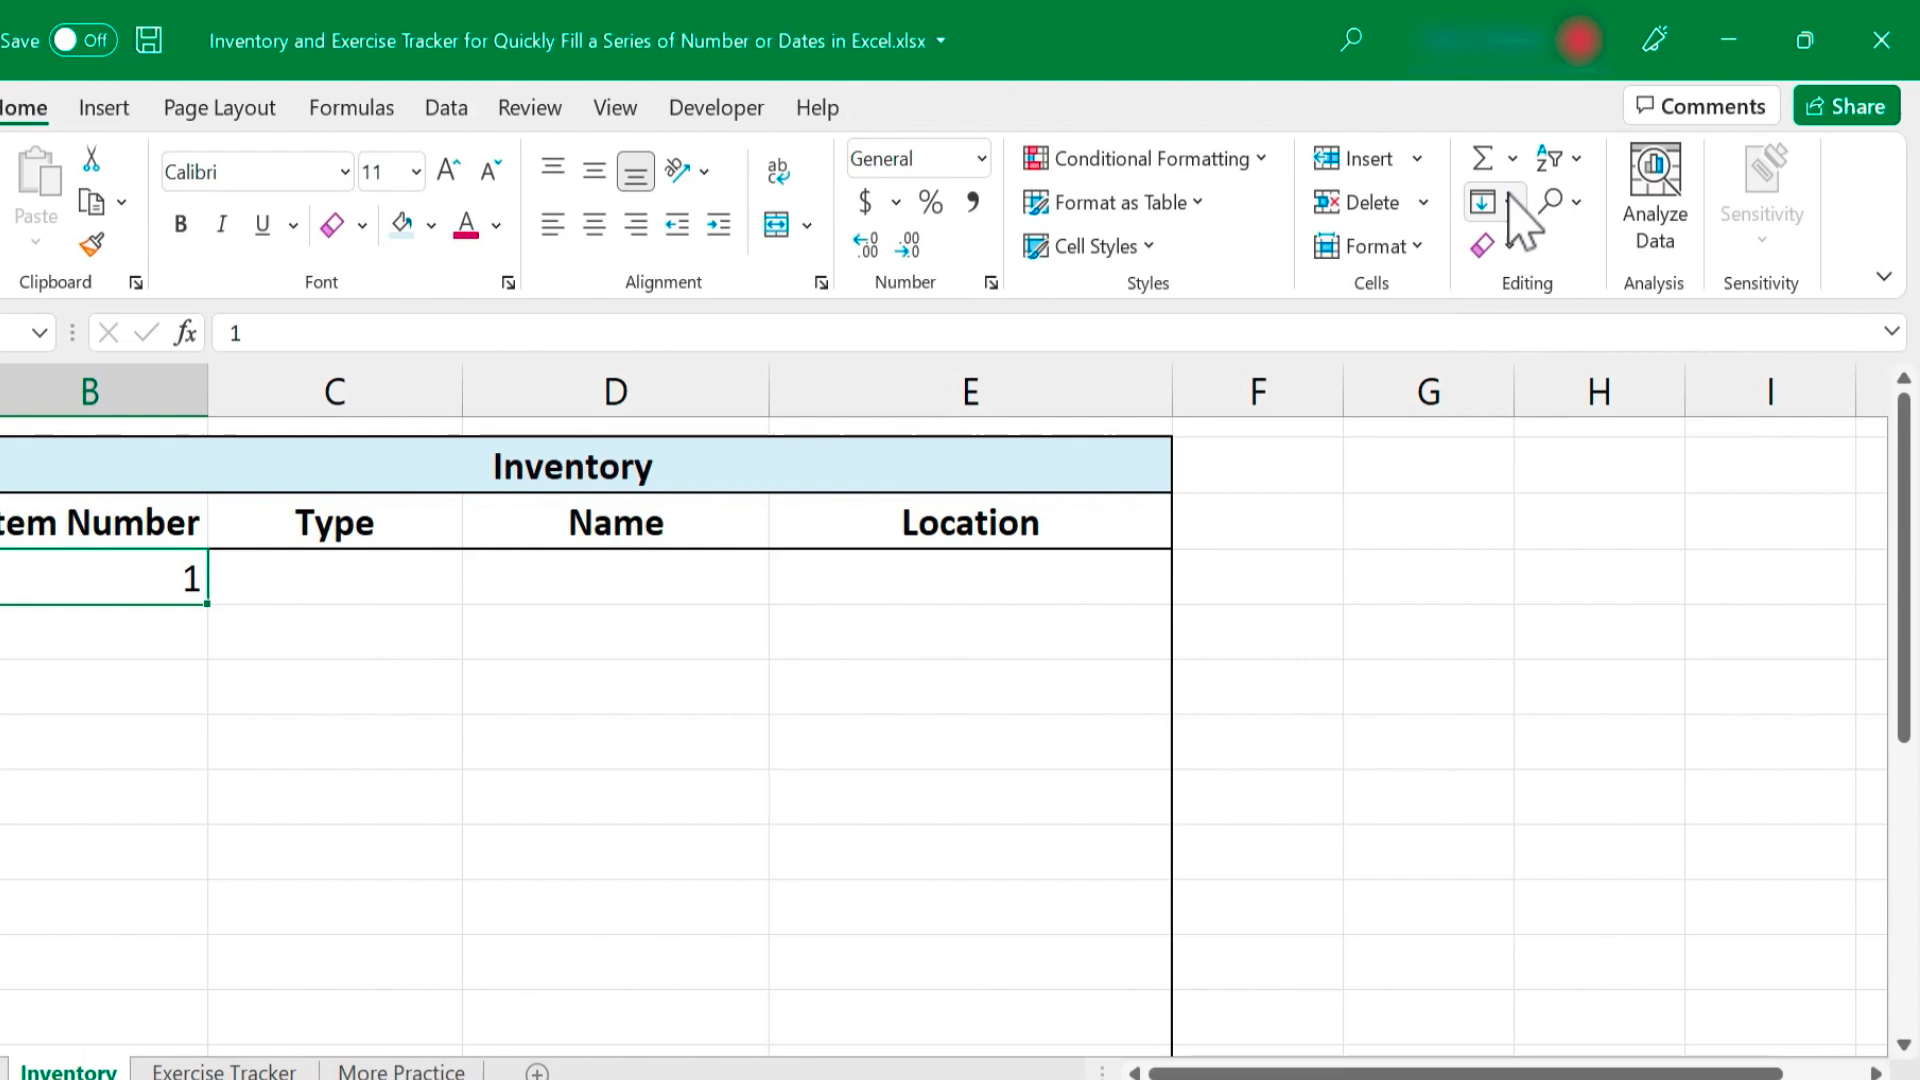 Save Off Inventory and Exercise Tracker for Quickly Fill a Series of Number or Dates in Excel.xlsx
Home Insert Page Layout Formulas Data Review View Developer Help Comments Share
Calibri 11 ab General Conditional Formatting Insert
Paste B I U A $ % Format as Table Delete Analyze Data Sensitivity
Cell Styles Format
Clipboard Font Alignment Number Styles Cells Editing Analysis Sensitivity
fx 1
B C D E F G H I
Inventory
tem Number Type Name Location
1
Inventory Exercise Tracker More Practice